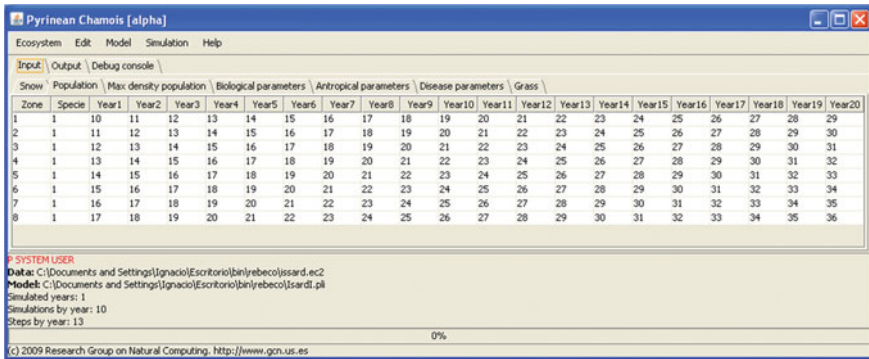 Pyrinean Chamois [alpha]
Ecosystem Edit Model Simulation Help
Input Output Debug console
Snow Population Max density population Biological parameters Antropical parameters Disease parameters Grass
Zone Specie Year1 Year2 Year3 Year4 Year5 Year6 Year7 Year8 Year9 Year10 Year11 Year12 Year13 Year14 Year15 Year16 Year17 Year18 Year19 Year20
1 1 10 11 12 13 14 15 16 17 18 19 20 21 22 23 24 25 26 27 28 29
2 1 11 12 13 14 15 16 17 18 19 20 21 22 23 24 25 26 27 28 29 30
3 1 12 13 14 15 16 17 18 19 20 21 22 23 24 25 26 27 28 29 30 31
4 1 13 14 15 16 17 18 19 20 21 22 23 24 25 26 27 28 29 30 31 32
5 1 14 15 16 17 18 19 20 21 22 23 24 25 26 27 28 29 30 31 32 33
6 1 15 16 17 18 19 20 21 22 23 24 25 26 27 28 29 30 31 32 33 34
7 1 16 17 18 19 20 21 22 23 24 25 26 27 28 29 30 31 32 33 34 35
8 1 17 18 19 20 21 22 23 24 25 26 27 28 29 30 31 32 33 34 35 36
P SYSTEM USER
Data: C:\Documents and Settings\Ignacio\Escritorio\bin\rebeco\issard.ec2
Model: C:\Documents and Settings\Ignacio\Escritorio\bin\rebeco\IsardI.pli
Simulated years: 1
Simulations by year: 10
Steps by year: 13
0%
(c) 2009 Research Group on Natural Computing. http://www.gcn.us.es